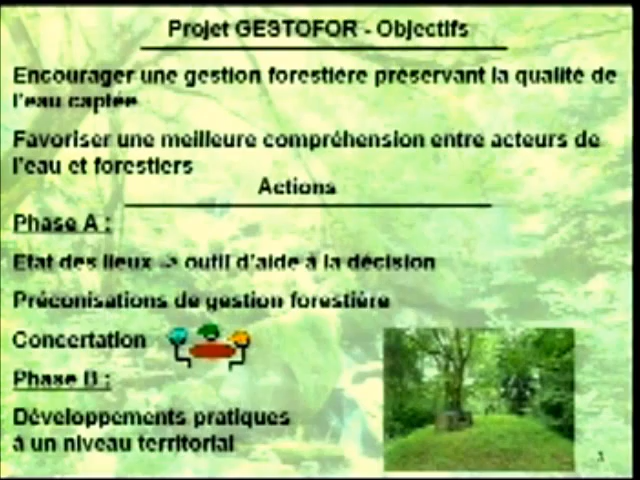 Projet GESTOFOR - Objectifs
Encourager une gestion forestière préservant la qualité de
l'eau captée
Favoriser une meilleure compréhension entre acteurs de
l'eau et forestiers
Actions
Phase A :
Etat des lieux -> outil d'aide à la décision
Préconisations de gestion forestière
Concertation
Phase B :
Développements pratiques
à un niveau territorial
3